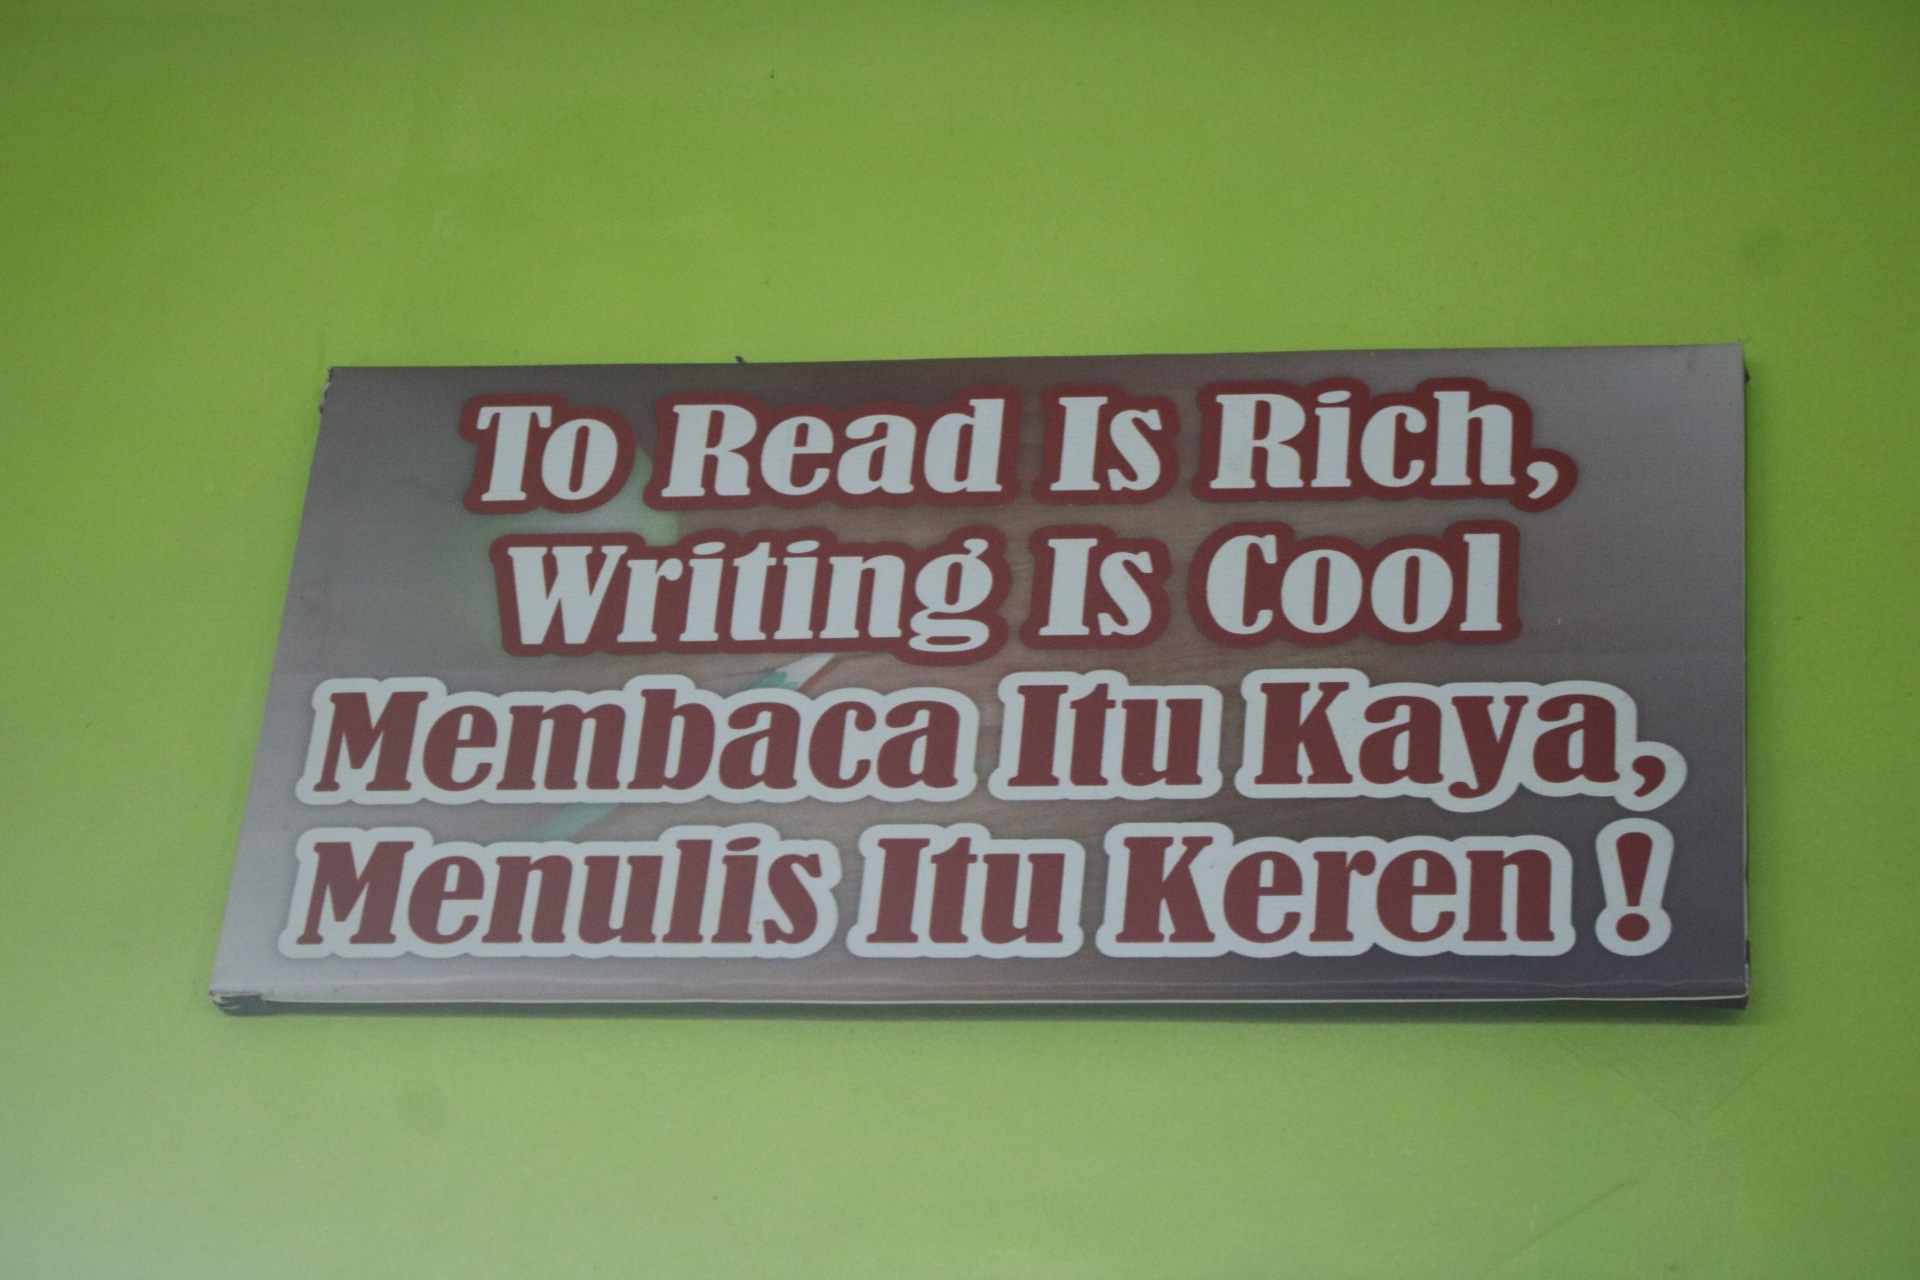 To Read Is Rich,
Writing Is Cool
Membaca Itu Kaya,
Menulis Itu Keren !